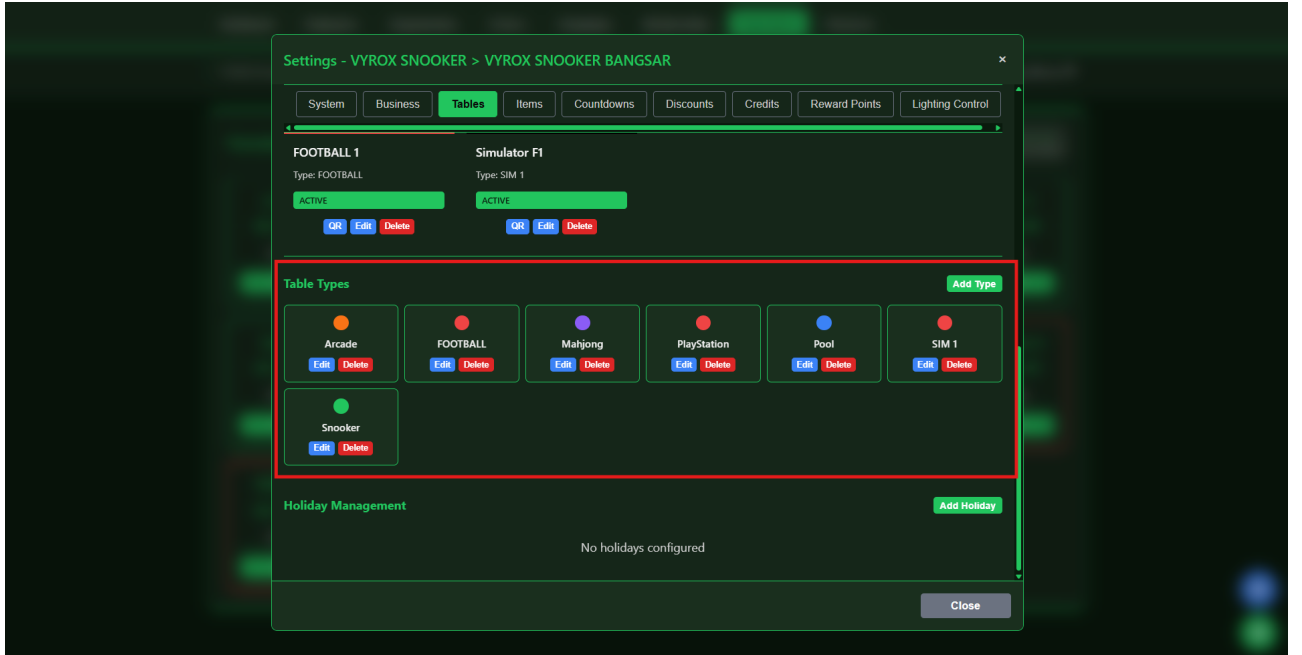 Settings - VYROX SNOOKER > VYROX SNOOKER BANGSAR ×
System Business Tables Items Countdowns Discounts Credits Reward Points Lighting Control
FOOTBALL 1 Simulator F1
Type: FOOTBALL Type: SIM 1
ACTIVE ACTIVE
QR Edit Delete QR Edit Delete
Table Types Add Type
Arcade FOOTBALL Mahjong PlayStation Pool SIM 1
Edit Delete Edit Delete Edit Delete Edit Delete Edit Delete Edit Delete
Snooker
Edit Delete
Holiday Management Add Holiday
No holidays configured
Close